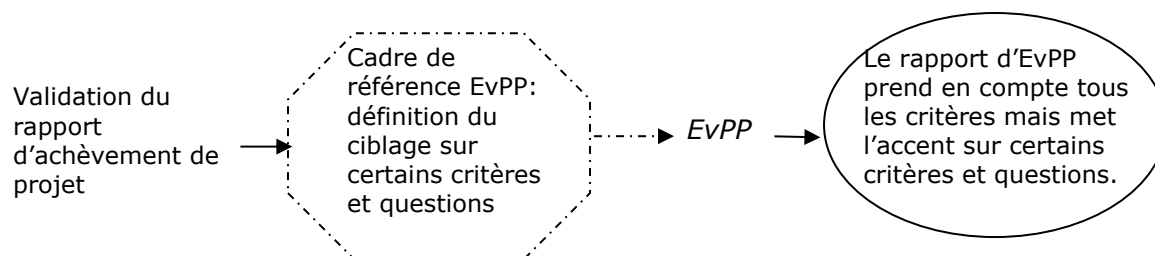 Validation du
rapport
d’achèvement de
projet
Cadre de
référence EvPP:
définition du
ciblage sur
certains critères
et questions
EvPP
Le rapport d’EvPP
prend en compte tous
les critères mais met
l’accent sur certains
critères et questions.